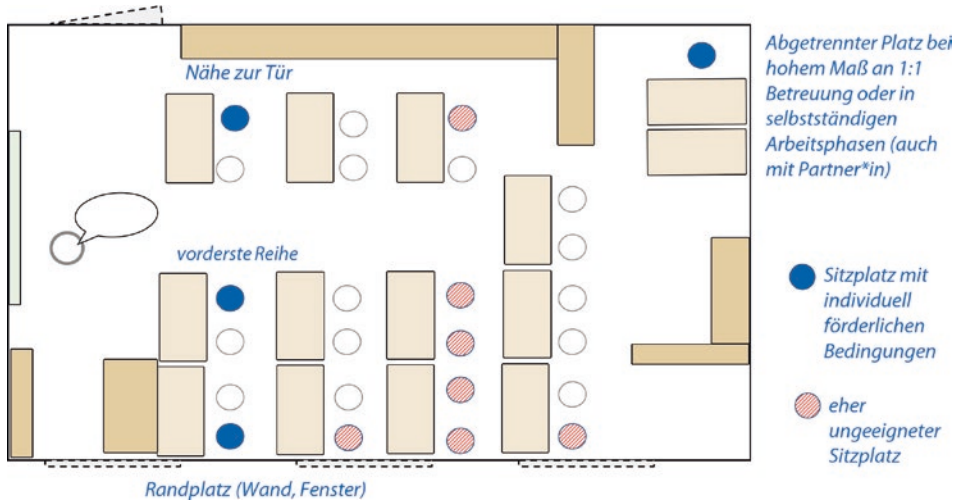 Nähe zur Tür
vorderste Reihe
Randplatz (Wand, Fenster)
Abgetrennter Platz bei
hohem Maß an 1:1
Betreuung oder in
selbstständigen
Arbeitsphasen (auch
mit Partner*in)
Sitzplatz mit
individuell
förderlichen
Bedingungen
eher
ungeeigneter
Sitzplatz